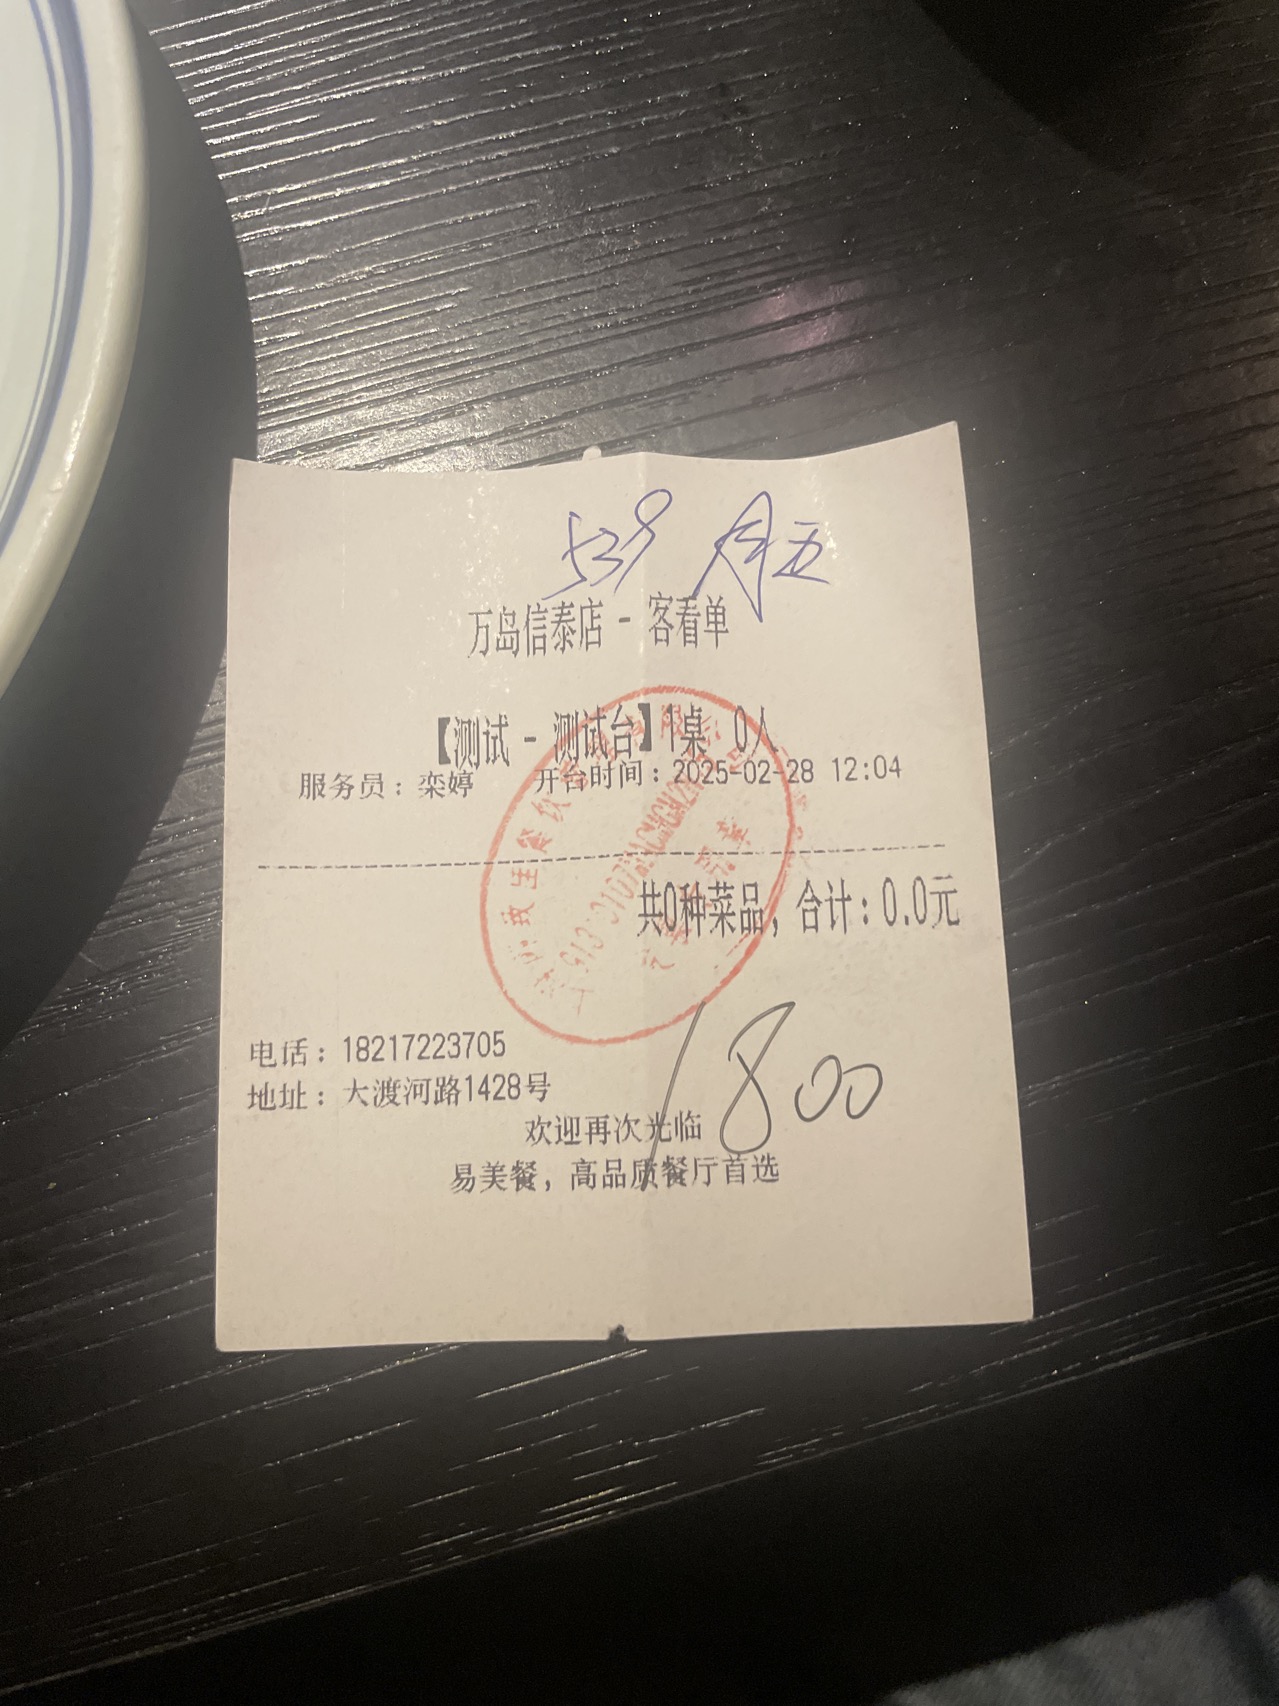 万岛信泰店 - 客看单
【测试 - 测试台】1桌 0人
服务员：栾婷 开台时间：2025-02-28 12:04
共0种菜品，合计：0.0元
电话：18217223705
地址：大渡河路1428号
1800
欢迎再次光临
易美餐，高品质餐厅首选